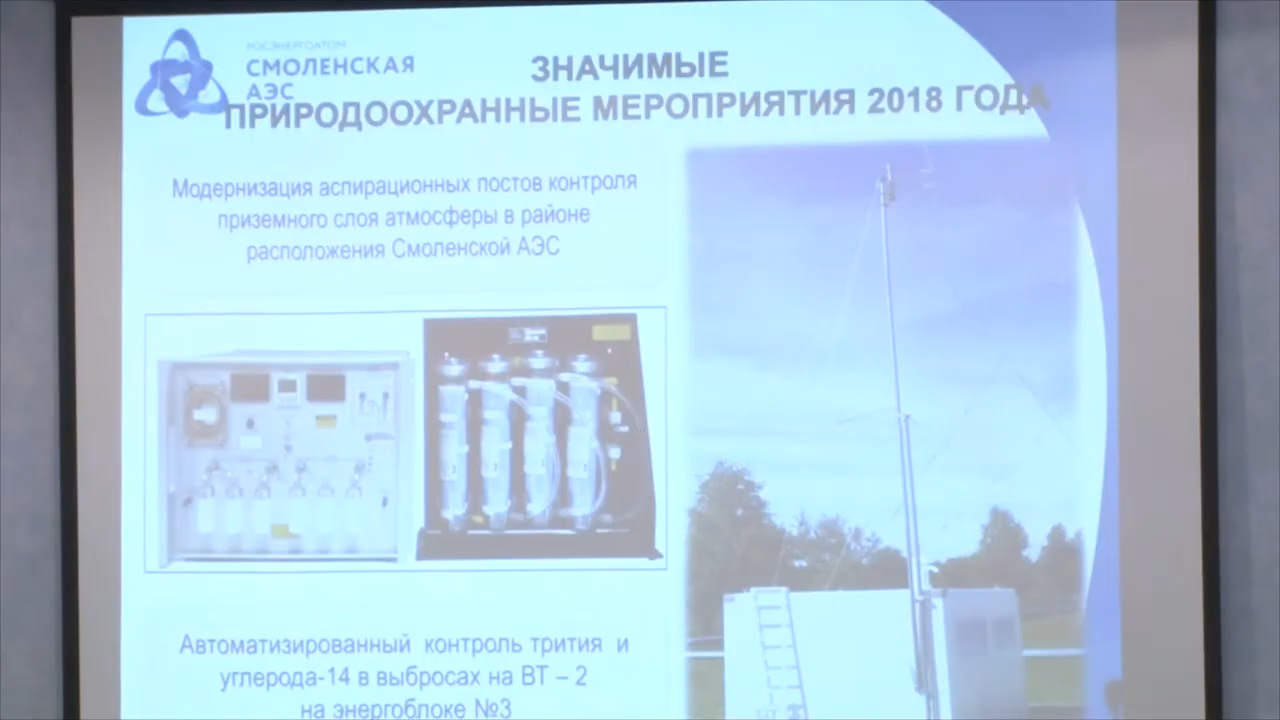 РОСЭНЕРГОАТОМ
СМОЛЕНСКАЯ
АЭС
ЗНАЧИМЫЕ
ПРИРОДООХРАННЫЕ МЕРОПРИЯТИЯ 2018 ГОДА
Модернизация аспирационных постов контроля
приземного слоя атмосферы в районе
расположения Смоленской АЭС
Автоматизированный контроль трития и
углерода-14 в выбросах на ВТ – 2
на энергоблоке №3